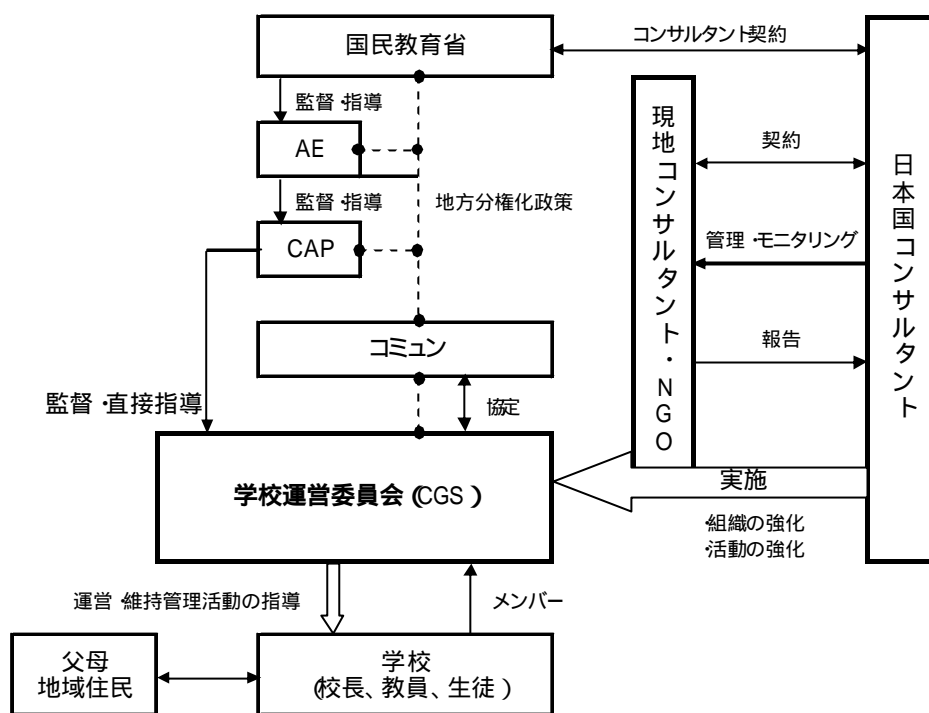 国民教育省
コンサルタント契約
監督・指導
AE
監督・指導
CAP
地方分権化政策
コミュン
監督・直接指導
協定
学校運営委員会(CGS)
現地コンサルタント・NGO
契約
管理・モニタリング
報告
日本国コンサルタント
実施
・組織の強化
・活動の強化
運営・維持管理活動の指導
メンバー
父母
地域住民
学校
(校長、教員、生徒)